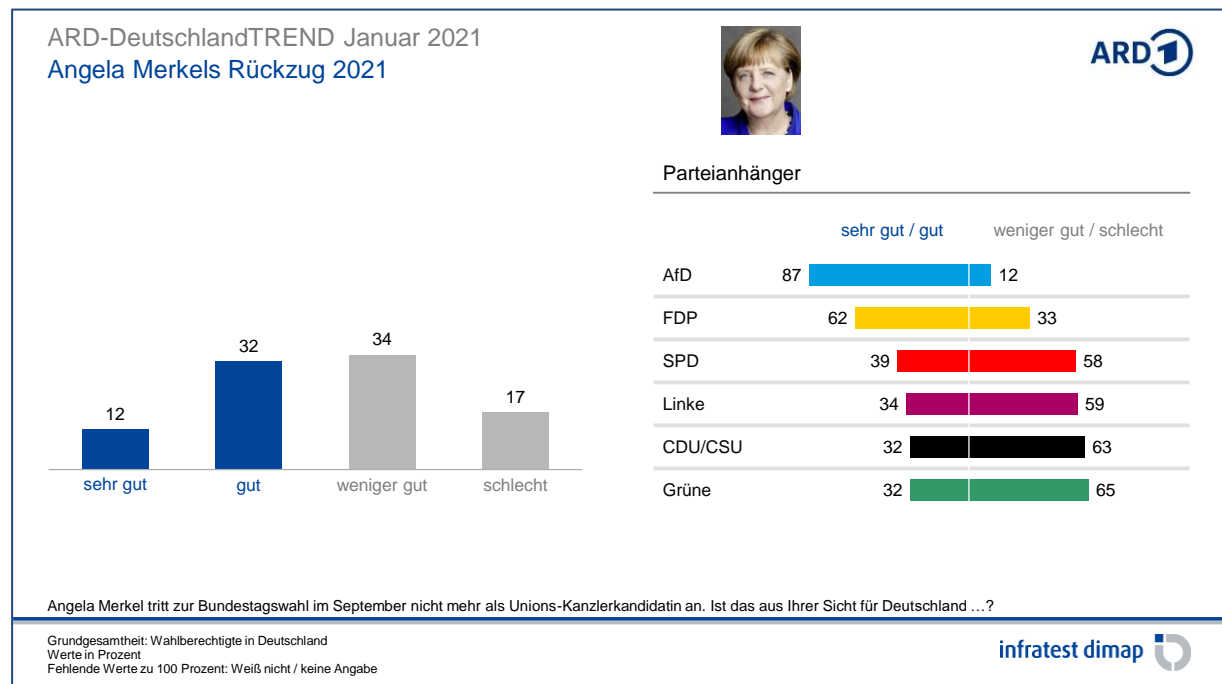 ARD-DeutschlandTREND Januar 2021
Angela Merkels Rückzug 2021
ARD 1
Parteianhänger
sehr gut / gut weniger gut / schlecht
AfD 87 12
FDP 62 33
SPD 39 58
Linke 34 59
CDU/CSU 32 63
Grüne 32 65
12 32 34 17
sehr gut gut weniger gut schlecht
Angela Merkel tritt zur Bundestagswahl im September nicht mehr als Unions-Kanzlerkandidatin an. Ist das aus Ihrer Sicht für Deutschland …?
Grundgesamtheit: Wahlberechtigte in Deutschland
Werte in Prozent
Fehlende Werte zu 100 Prozent: Weiß nicht / keine Angabe
infratest dimap